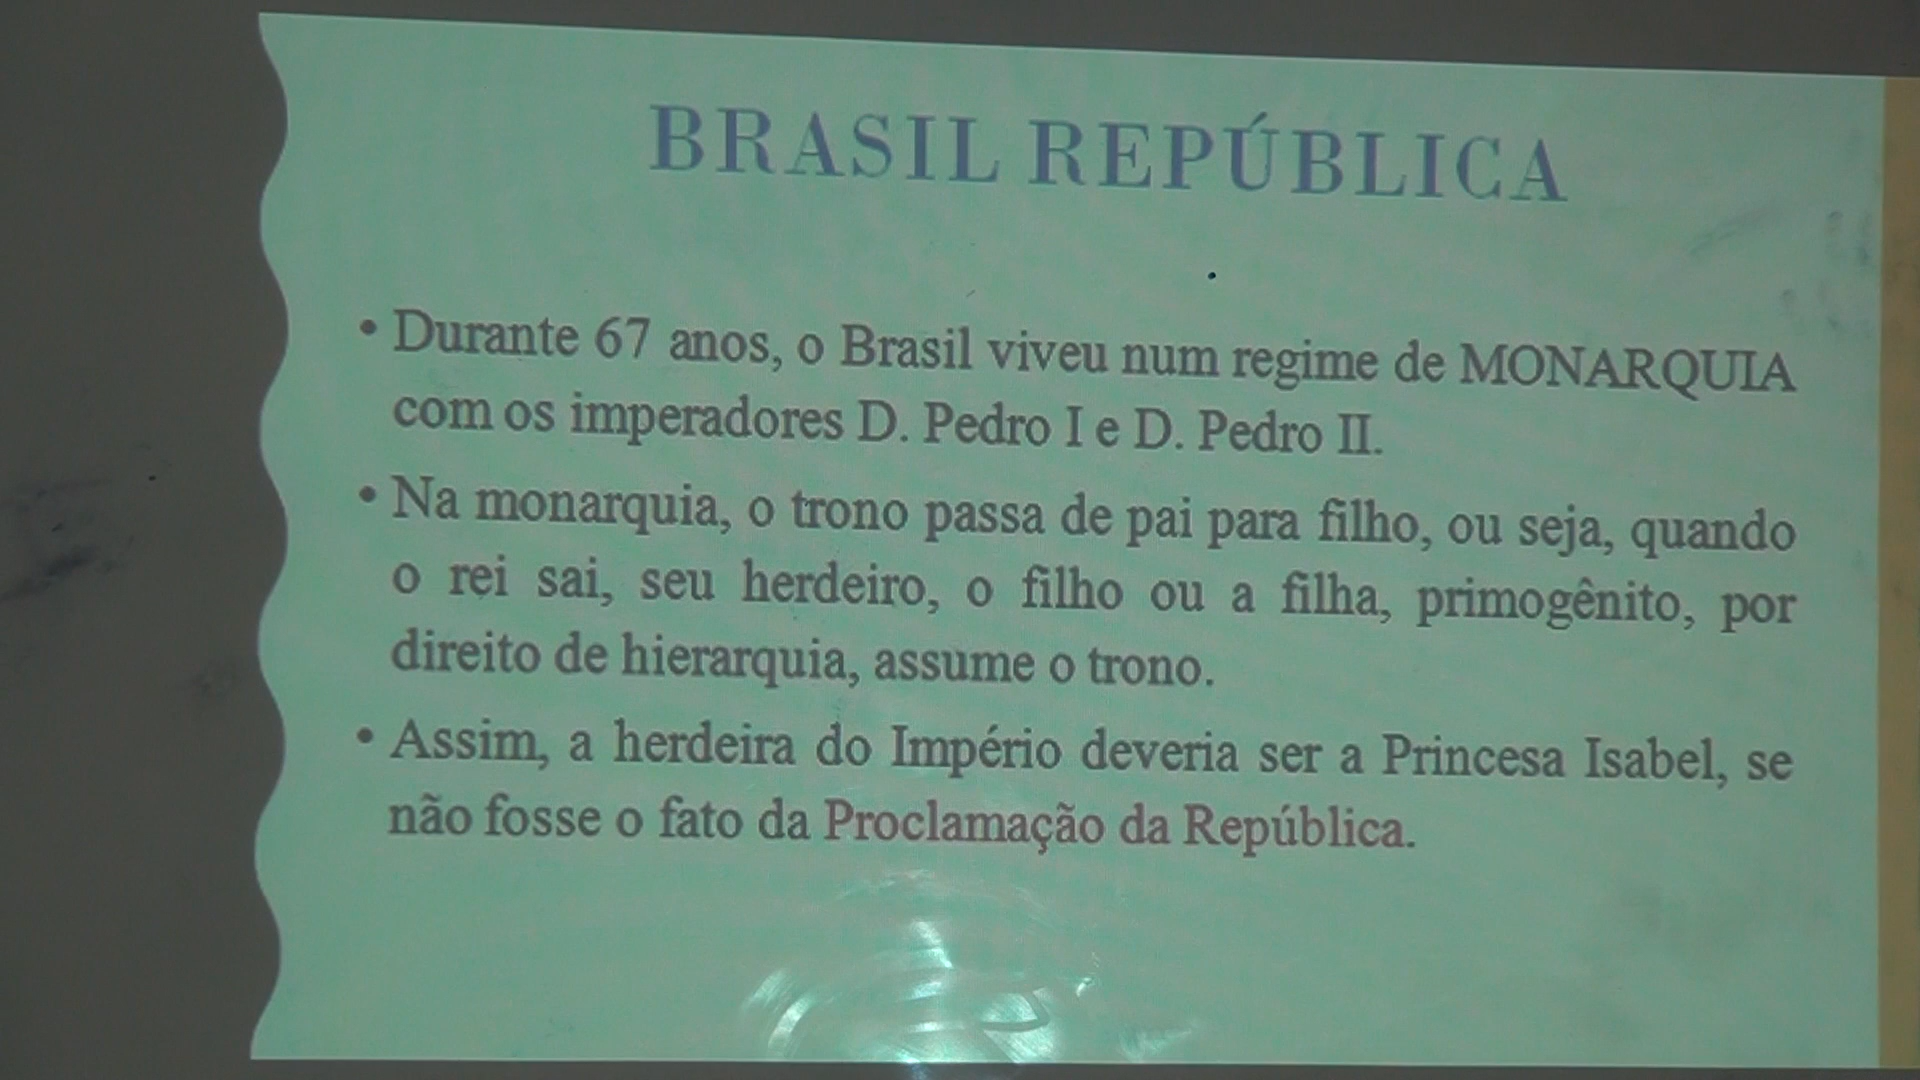 BRASIL REPÚBLICA
• Durante 67 anos, o Brasil viveu num regime de MONARQUIA
com os imperadores D. Pedro I e D. Pedro II.
• Na monarquia, o trono passa de pai para filho, ou seja, quando
o rei sai, seu herdeiro, o filho ou a filha, primogênito, por
direito de hierarquia, assume o trono.
• Assim, a herdeira do Império deveria ser a Princesa Isabel, se
não fosse o fato da Proclamação da República.